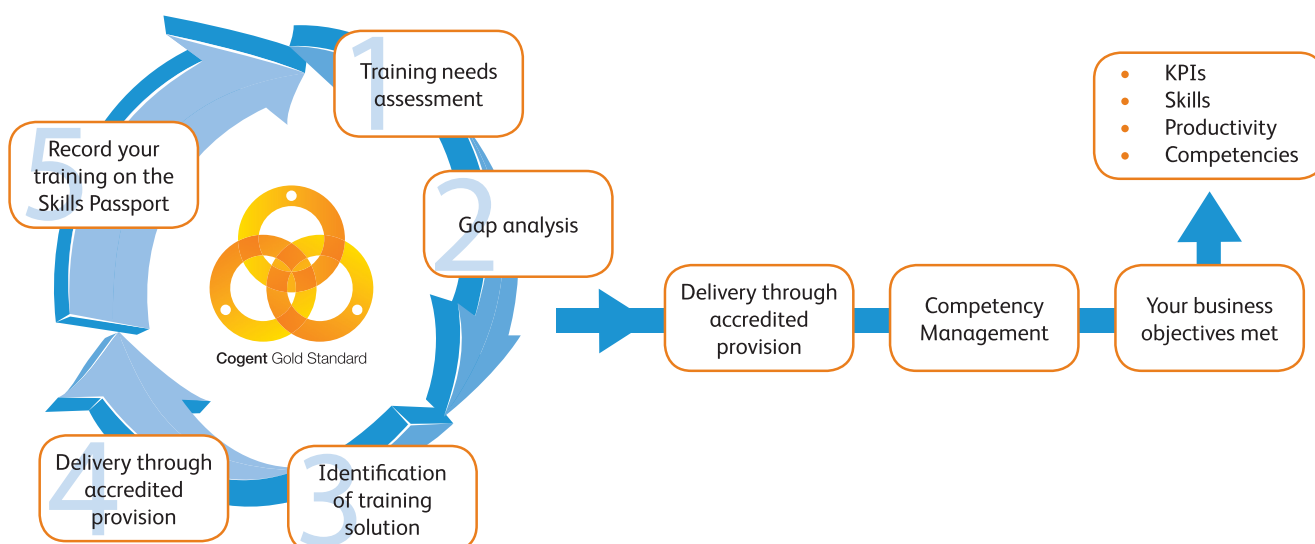 1
Training needs
assessment
2
Gap analysis
3
Identification
of training
solution
4
Delivery through
accredited
provision
5
Record your
training on the
Skills Passport
Cogent Gold Standard
Delivery through
accredited
provision
Competency
Management
Your business
objectives met
• KPIs
• Skills
• Productivity
• Competencies